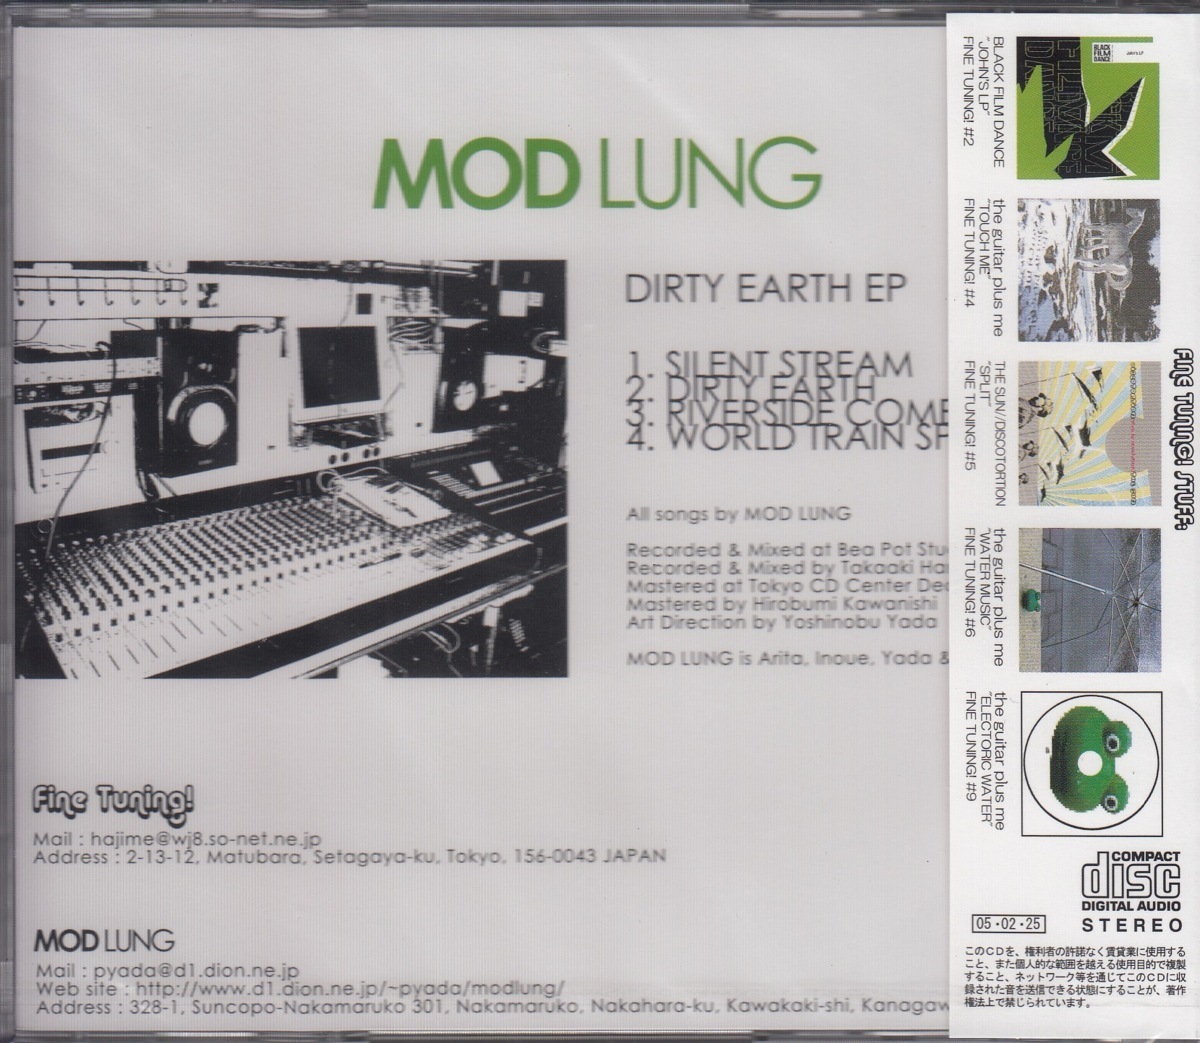 MOD LUNG
DIRTY EARTH EP
1. SILENT STREAM
2. DIRTY EARTH
3. RIVERSIDE COME
4. WORLD TRAIN SP
All songs by MOD LUNG
Recorded & Mixed at Bea Pot Stu
Recorded & Mixed by Takaaki Ha
Mastered at Tokyo CD Center De
Mastered by Hirobumi Kawanishi
Art Direction by Yoshinobu Yada
MOD LUNG is Arita, Inoue, Yada &
Fine Tuning!
Mail : hajime@wj8.so-net.ne.jp
Address : 2-13-12, Matubara, Setagaya-ku, Tokyo, 156-0043 JAPAN
MOD LUNG
Mail : pyada@d1.dion.ne.jp
Web site : http://www.d1.dion.ne.jp/~pyada/modlung/
Address : 328-1, Suncopo-Nakamaruko 301, Nakamaruko, Nakahara-ku, Kawakaki-shi, Kanagaw
FINE TUNING! STUFF:
BLACK FILM DANCE
"JOHN'S LP"
FINE TUNING! #2
BLACK
FILM
DANCE
the guitar plus me
"TOUCH ME"
FINE TUNING! #4
THE SUN/DISCOTORTION
"SPLIT"
FINE TUNING! #5
the guitar plus me
"WATER MUSIC"
FINE TUNING! #6
the guitar plus me
"ELECTORIC WATER"
FINE TUNING! #9
COMPACT
disc
DIGITAL AUDIO
STEREO
05・02・25
このCDを、権利者の許諾なく賃貸業に使用する
こと、また個人的な範囲を越える使用目的で複製
すること、ネットワーク等を通じてこのCDに収
録された音を送信できる状態にすることが、著作
権法上で禁じられています。